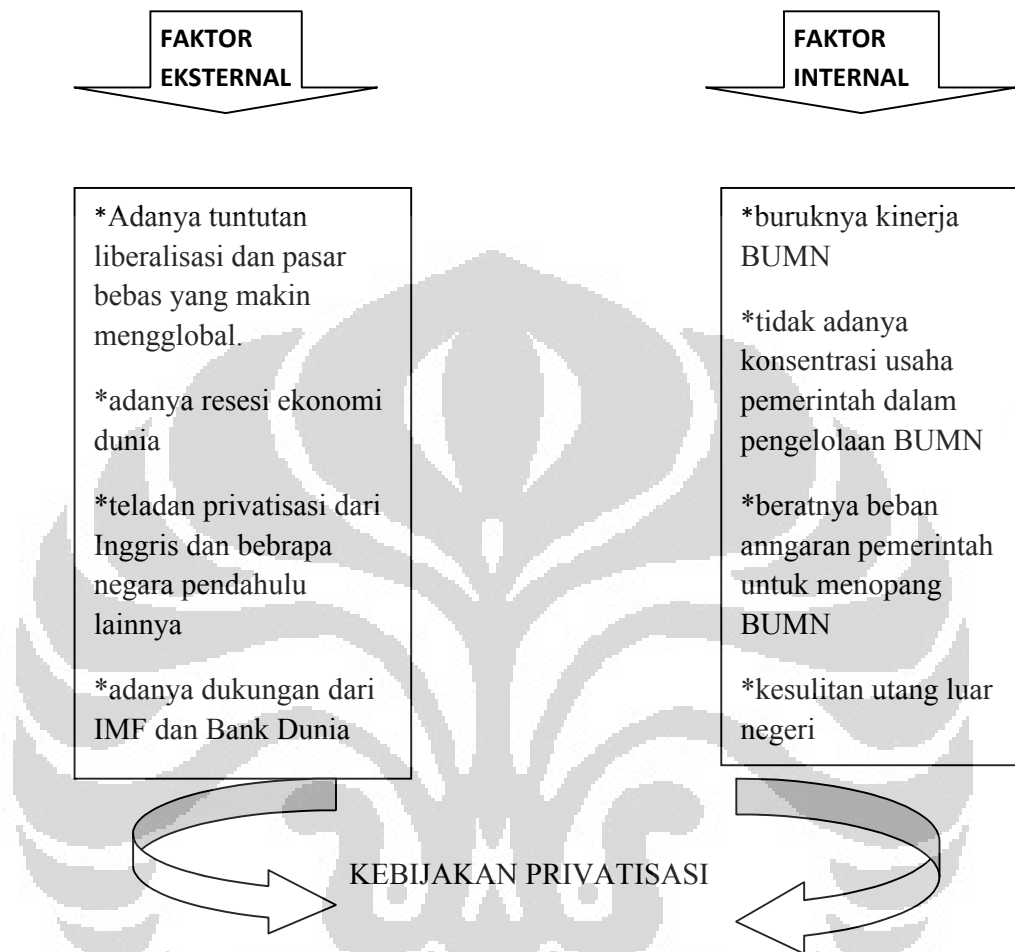 FAKTOR
EKSTERNAL
*Adanya tuntutan
liberalisasi dan pasar
bebas yang makin
mengglobal.
*adanya resesi ekonomi
dunia
*teladan privatisasi dari
Inggris dan bebrapa
negara pendahulu
lainnya
*adanya dukungan dari
IMF dan Bank Dunia
FAKTOR
INTERNAL
*buruknya kinerja
BUMN
*tidak adanya
konsentrasi usaha
pemerintah dalam
pengelolaan BUMN
*beratnya beban
anngaran pemerintah
untuk menopang
BUMN
*kesulitan utang luar
negeri
KEBIJAKAN PRIVATISASI